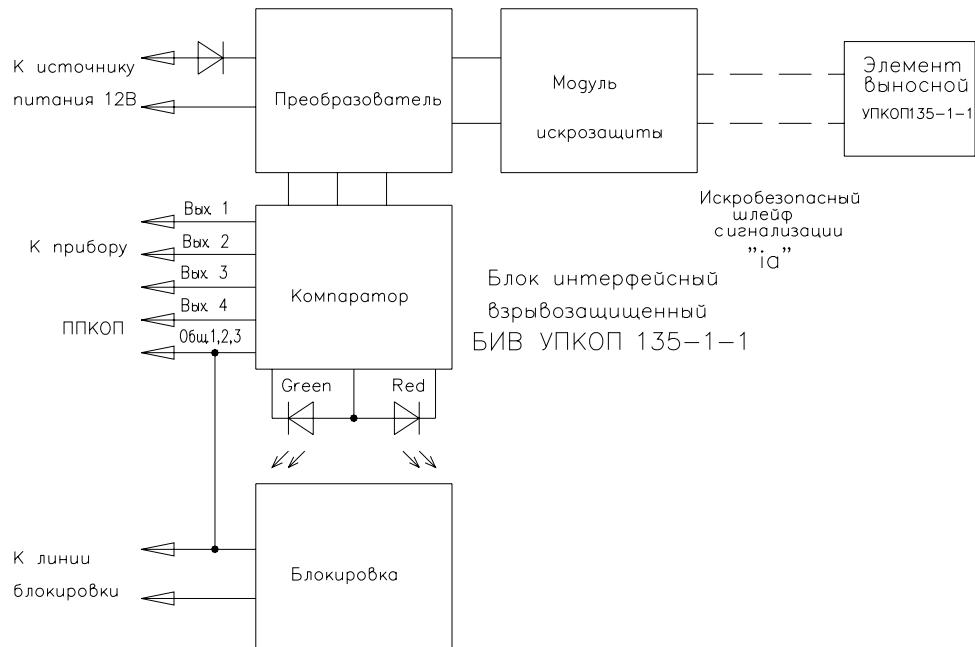 К источнику
питания 12В
Преобразователь
Модуль
искрозащиты
Элемент
выносной
УПКОП135-1-1
Искробезопасный
шлейф
сигнализации
"ia"
К прибору
ППКОП
Вых. 1
Вых. 2
Вых. 3
Вых. 4
Общ.1,2,3
Компаратор
Блок интерфейсный
взрывозащищенный
БИВ УПКОП 135-1-1
Green
Red
К линии
блокировки
Блокировка